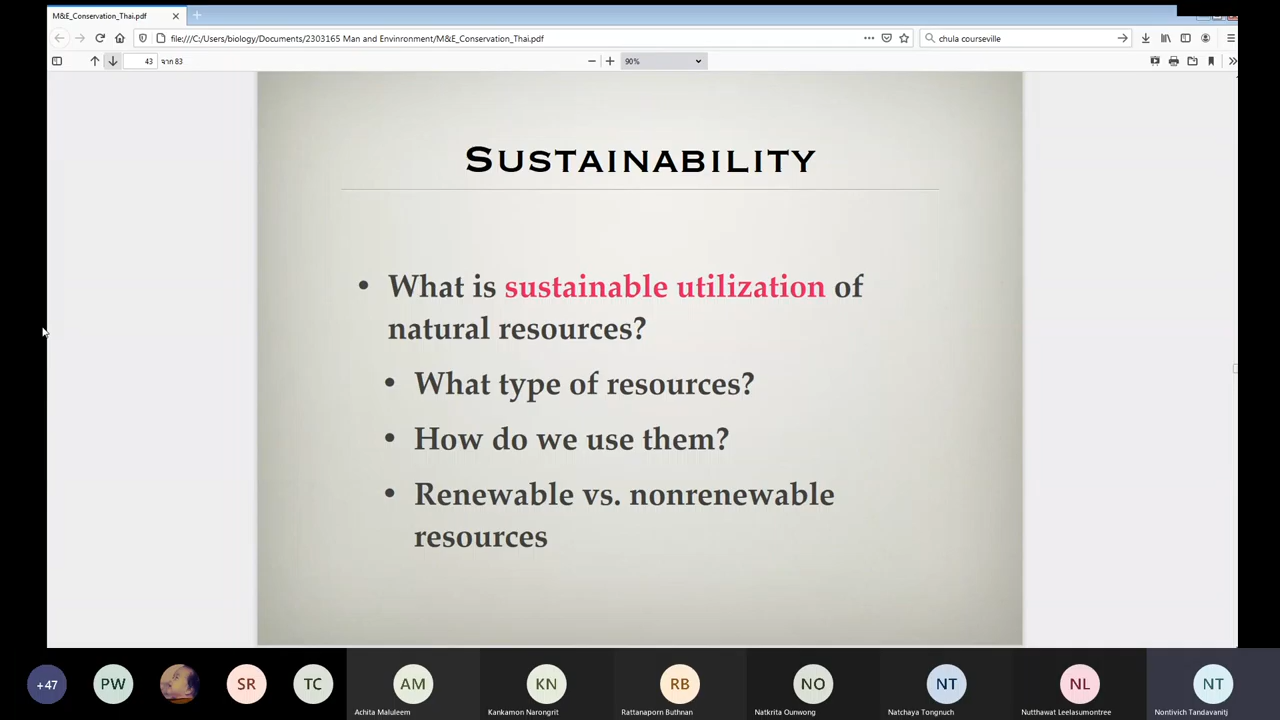 M&E_Conservation_Thai.pdf
file:///C:/Users/biology/Documents/2303165 Man and Envinronment/M&E_Conservation_Thai.pdf
chula courseville
43 จาก 83
90%
SUSTAINABILITY
• What is sustainable utilization of
natural resources?
• What type of resources?
• How do we use them?
• Renewable vs. nonrenewable
resources
+47
PW
SR
TC
AM
KN
RB
NO
NT
NL
NT
Achita Maluleem
Kankamon Narongrit
Rattanaporn Buthnan
Natkrita Ounwong
Natchaya Tongnuch
Nutthawat Leelasumontree
Nontivich Tandavanitj